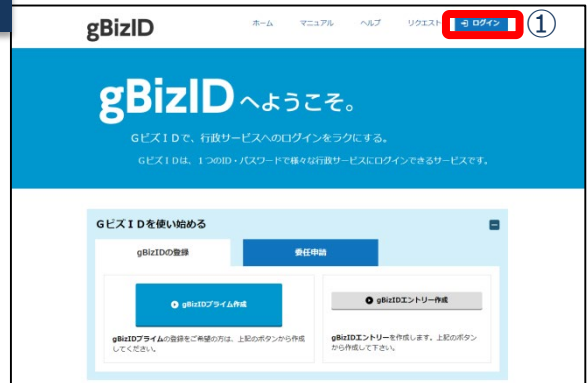 gBizID
ホーム マニュアル ヘルプ リクエスト ログイン ①
gBizIDへようこそ。
GビズIDで、行政サービスへのログインをラクにする。
GビズIDは、1つのID・パスワードで様々な行政サービスにログインできるサービスです。
GビズIDを使い始める
gBizIDの登録 委任申請
gBizIDプライム作成 gBizIDエントリー作成
gBizIDプライムの登録をご希望の方は、上記のボタンから作成
してください。
gBizIDエントリーを作成します。上記のボタン
から作成して下さい。